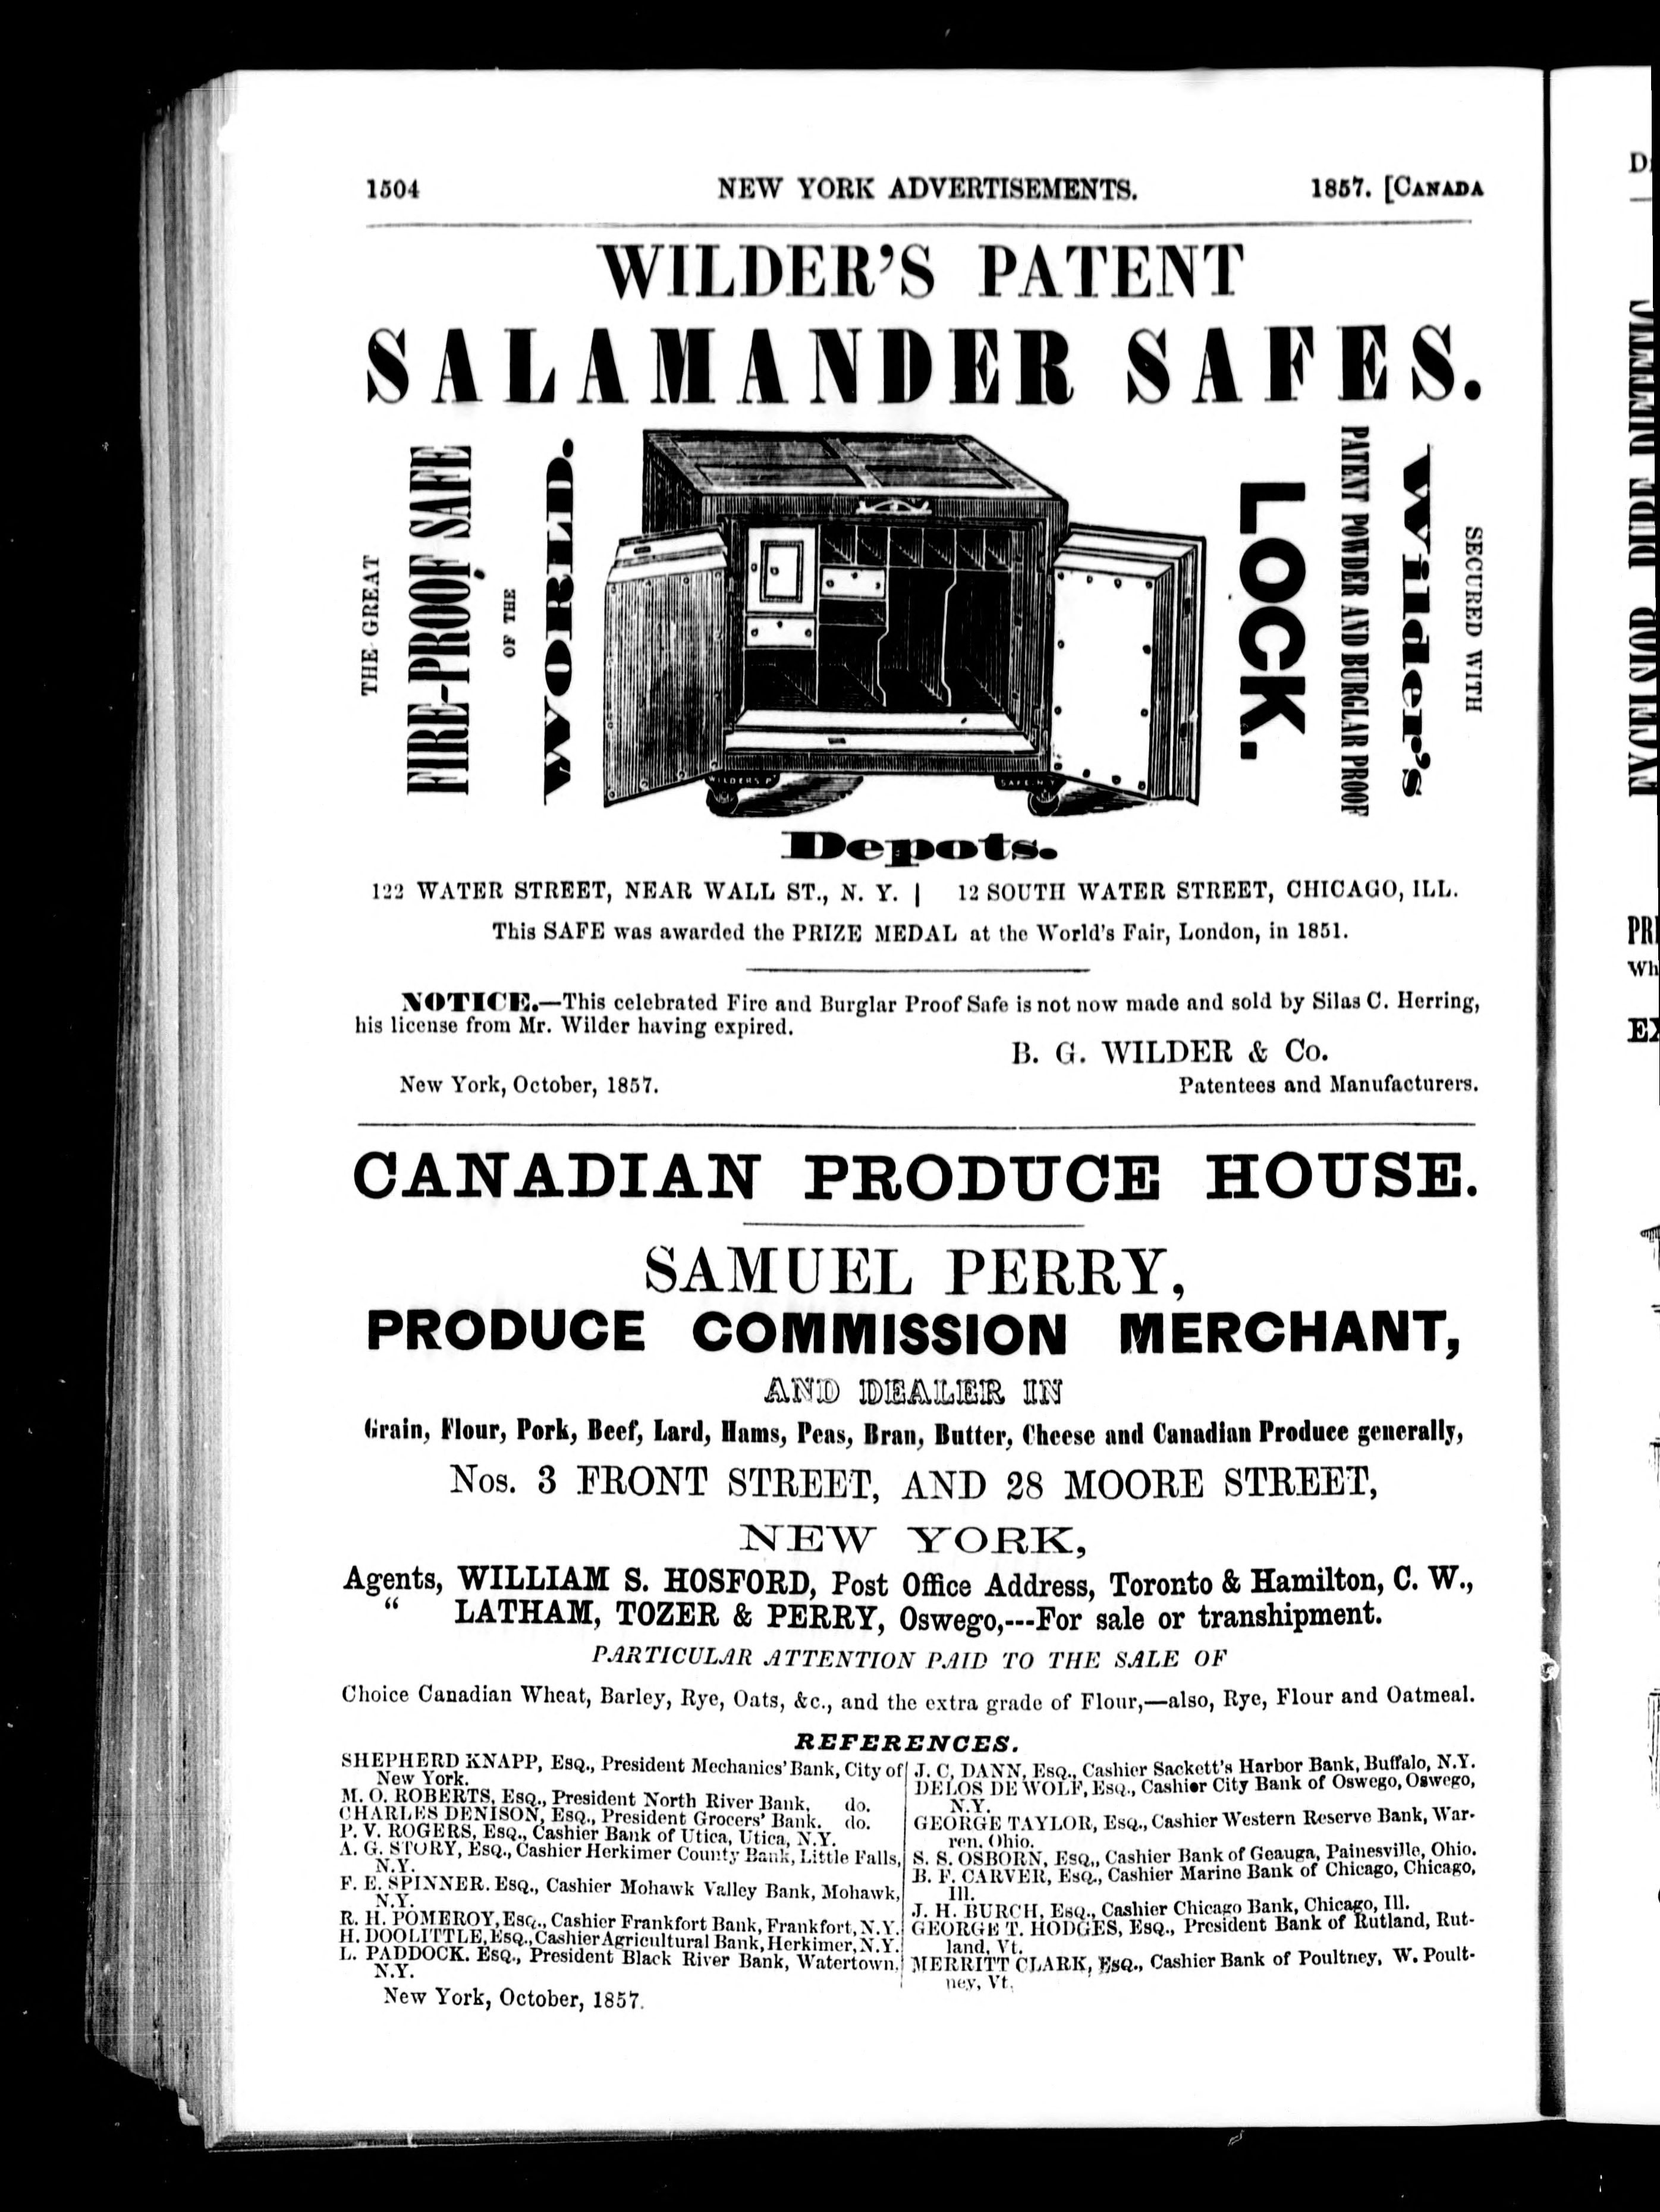 1504 NEW YORK ADVERTISEMENTS. 1857. [CANADA
WILDER'S PATENT
SALAMANDER SAFES.
THE GREAT
FIRE-PROOF SAFE
OF THE
WORLD.
WILDERS P
SAFE N Y
SECURED WITH
Wilder's
PATENT POWDER AND BURGLAR PROOF
LOCK.
Depots.
122 WATER STREET, NEAR WALL ST., N. Y. | 12 SOUTH WATER STREET, CHICAGO, ILL.
This SAFE was awarded the PRIZE MEDAL at the World's Fair, London, in 1851.
NOTICE.—This celebrated Fire and Burglar Proof Safe is not now made and sold by Silas C. Herring,
his license from Mr. Wilder having expired.
B. G. WILDER & Co.
New York, October, 1857. Patentees and Manufacturers.
CANADIAN PRODUCE HOUSE.
SAMUEL PERRY,
PRODUCE COMMISSION MERCHANT,
AND DEALER IN
Grain, Flour, Pork, Beef, Lard, Hams, Peas, Bran, Butter, Cheese and Canadian Produce generally,
Nos. 3 FRONT STREET, AND 28 MOORE STREET,
NEW YORK,
Agents, WILLIAM S. HOSFORD, Post Office Address, Toronto & Hamilton, C. W.,
" LATHAM, TOZER & PERRY, Oswego,---For sale or transhipment.
PARTICULAR ATTENTION PAID TO THE SALE OF
Choice Canadian Wheat, Barley, Rye, Oats, &c., and the extra grade of Flour,—also, Rye, Flour and Oatmeal.
REFERENCES.
SHEPHERD KNAPP, Esq., President Mechanics' Bank, City of
New York.
M. O. ROBERTS, Esq., President North River Bank, do.
CHARLES DENISON, Esq., President Grocers' Bank. do.
P. V. ROGERS, Esq., Cashier Bank of Utica, Utica, N.Y.
A. G. STORY, Esq., Cashier Herkimer County Bank, Little Falls,
N.Y.
F. E. SPINNER. Esq., Cashier Mohawk Valley Bank, Mohawk,
N.Y.
R. H. POMEROY, Esq., Cashier Frankfort Bank, Frankfort, N.Y.
H. DOOLITTLE, Esq., Cashier Agricultural Bank, Herkimer, N.Y.
L. PADDOCK. Esq., President Black River Bank, Watertown,
N.Y.
J. C, DANN, Esq., Cashier Sackett's Harbor Bank, Buffalo, N.Y.
DELOS DE WOLF, Esq., Cashier City Bank of Oswego, Oswego,
N.Y.
GEORGE TAYLOR, Esq., Cashier Western Reserve Bank, War-
ren, Ohio.
S. S. OSBORN, Esq., Cashier Bank of Geauga, Painesville, Ohio.
B. F. CARVER, Esq., Cashier Marine Bank of Chicago, Chicago,
Ill.
J. H. BURCH, Esq., Cashier Chicago Bank, Chicago, Ill.
GEORGE T. HODGES, Esq., President Bank of Rutland, Rut-
land, Vt.
MERRITT CLARK, Esq., Cashier Bank of Poultney, W. Poult-
ney, Vt.
New York, October, 1857.